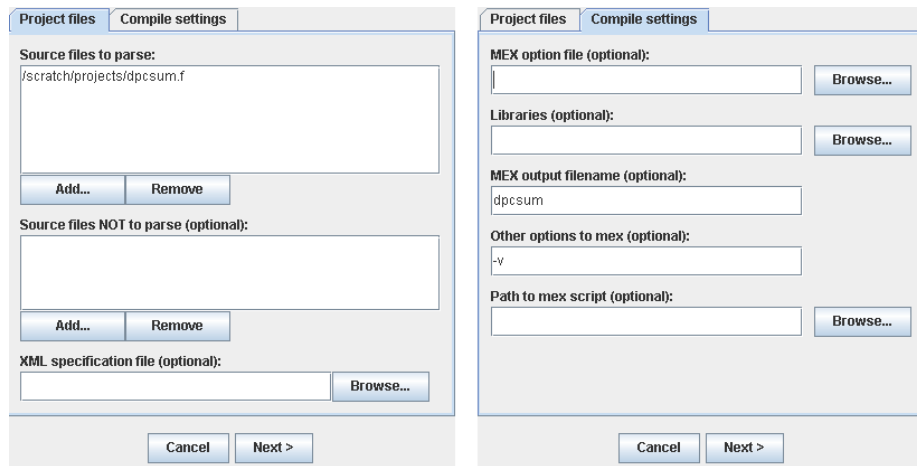 Project files
Compile settings
Source files to parse:
/scratch/projects/dpcsum.f
Add...
Remove
Source files NOT to parse (optional):
Add...
Remove
XML specification file (optional):
Browse...
Cancel
Next >
Project files
Compile settings
MEX option file (optional):
Browse...
Libraries (optional):
Browse...
MEX output filename (optional):
dpcsum
Other options to mex (optional):
-v
Path to mex script (optional):
Browse...
Cancel
Next >